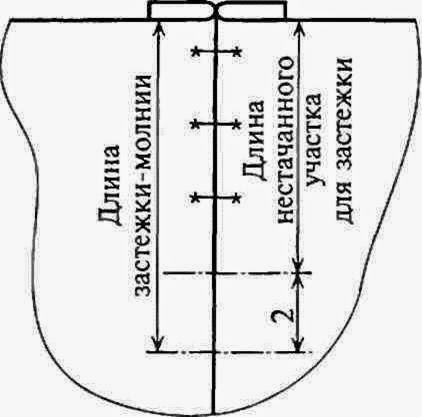 Длина
застежки-молнии
Длина
нестачанного
участка
для застежки
2